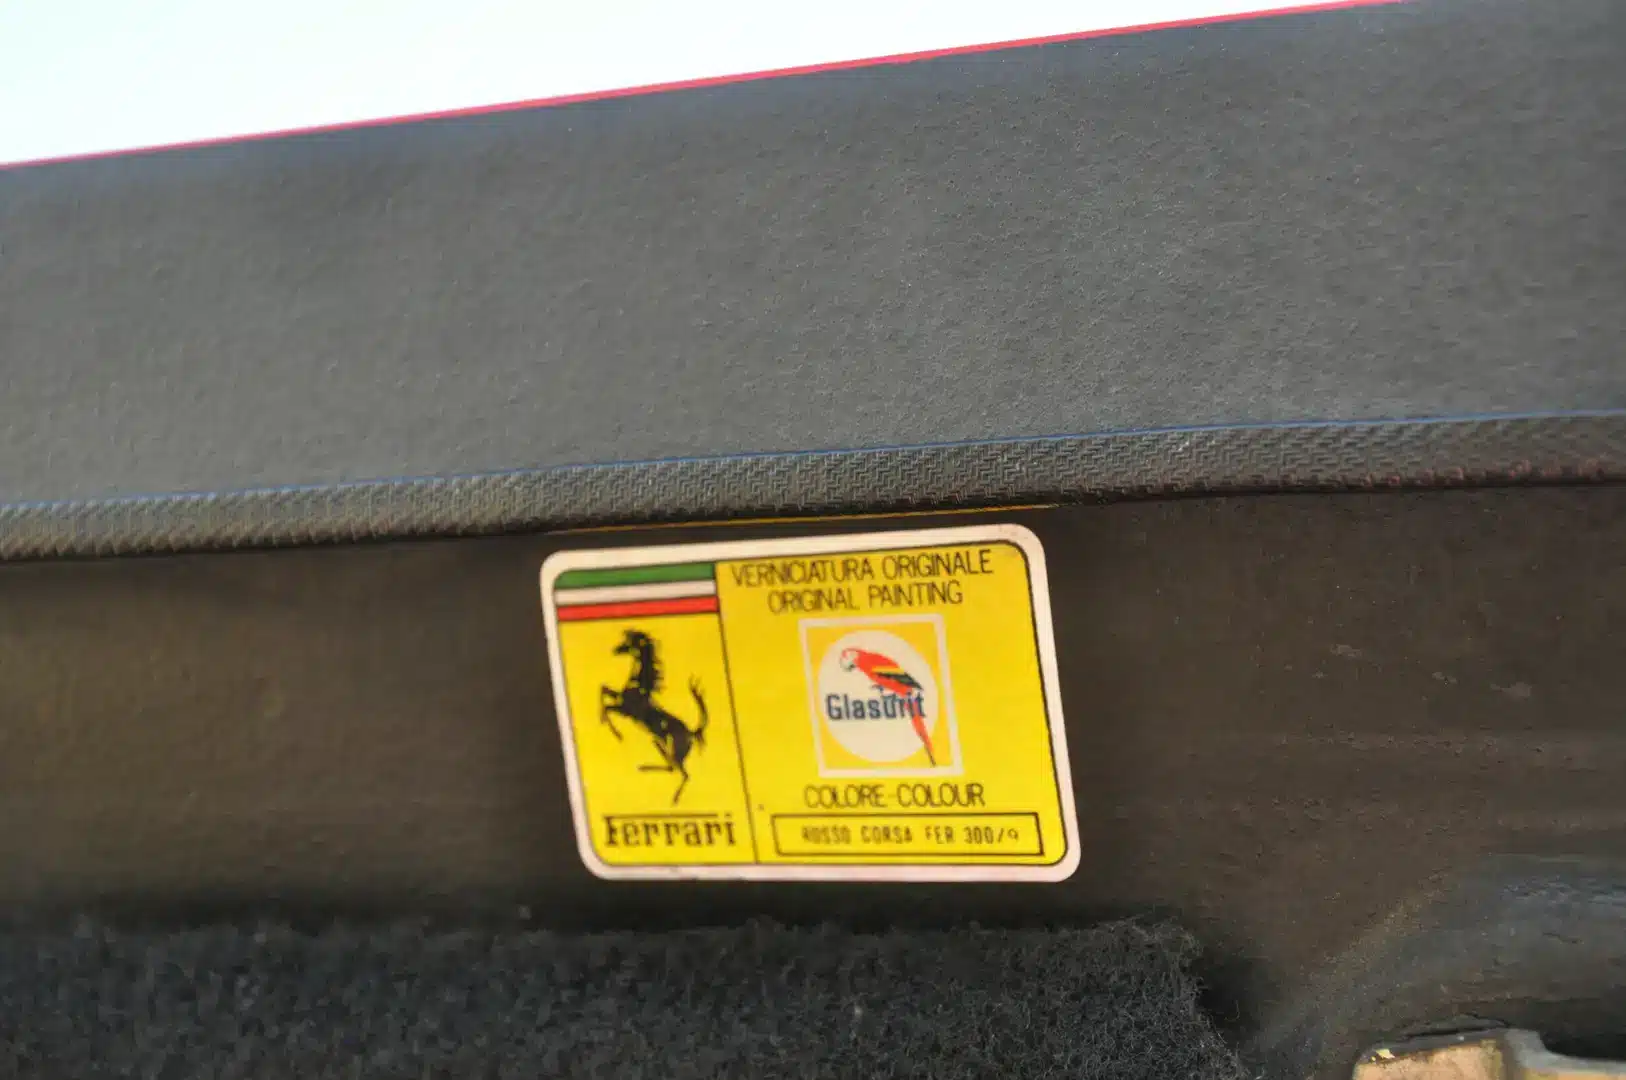 VERNICIATURA ORIGINALE
ORIGINAL PAINTING
Glasurit
COLORE-COLOUR
ROSSO CORSA FER 300/9
Ferrari